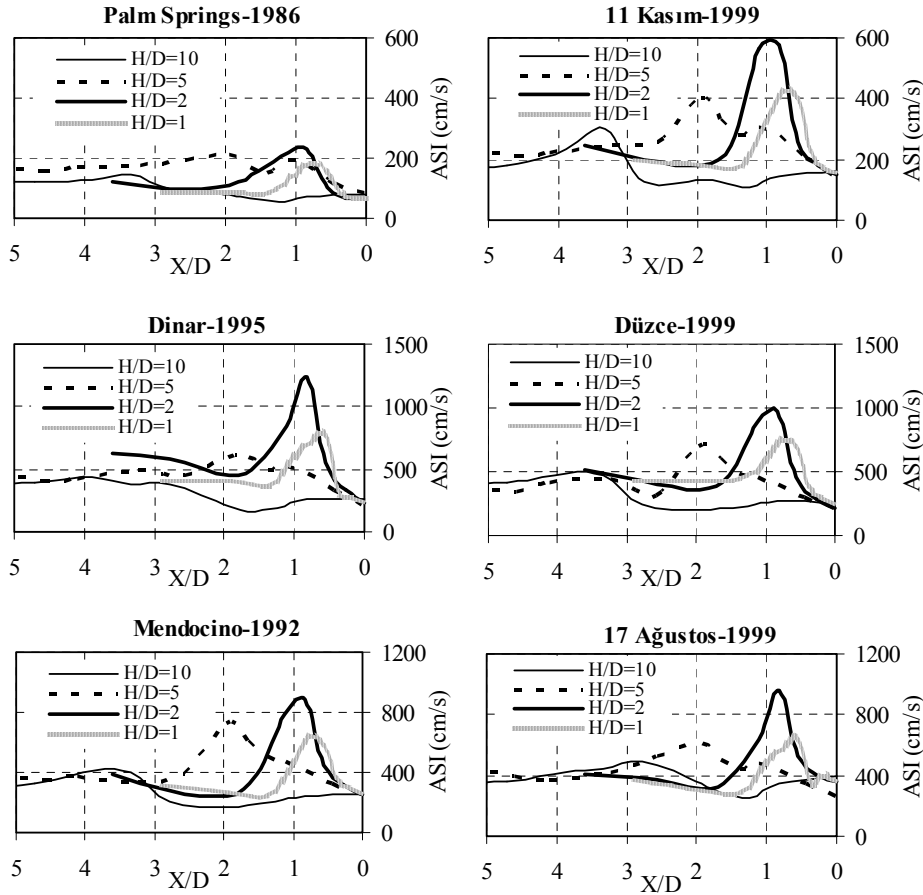 Palm Springs-1986
H/D=10
H/D=5
H/D=2
H/D=1
600
400
200
0
ASI (cm/s)
5 4 3 2 1 0
X/D
11 Kasım-1999
H/D=10
H/D=5
H/D=2
H/D=1
600
400
200
0
ASI (cm/s)
5 4 3 2 1 0
X/D
Dinar-1995
H/D=10
H/D=5
H/D=2
H/D=1
1500
1000
500
0
ASI (cm/s)
5 4 3 2 1 0
X/D
Düzce-1999
H/D=10
H/D=5
H/D=2
H/D=1
1500
1000
500
0
ASI (cm/s)
5 4 3 2 1 0
X/D
Mendocino-1992
H/D=10
H/D=5
H/D=2
H/D=1
1200
800
400
0
ASI (cm/s)
5 4 3 2 1 0
X/D
17 Ağustos-1999
H/D=10
H/D=5
H/D=2
H/D=1
1200
800
400
0
ASI (cm/s)
5 4 3 2 1 0
X/D